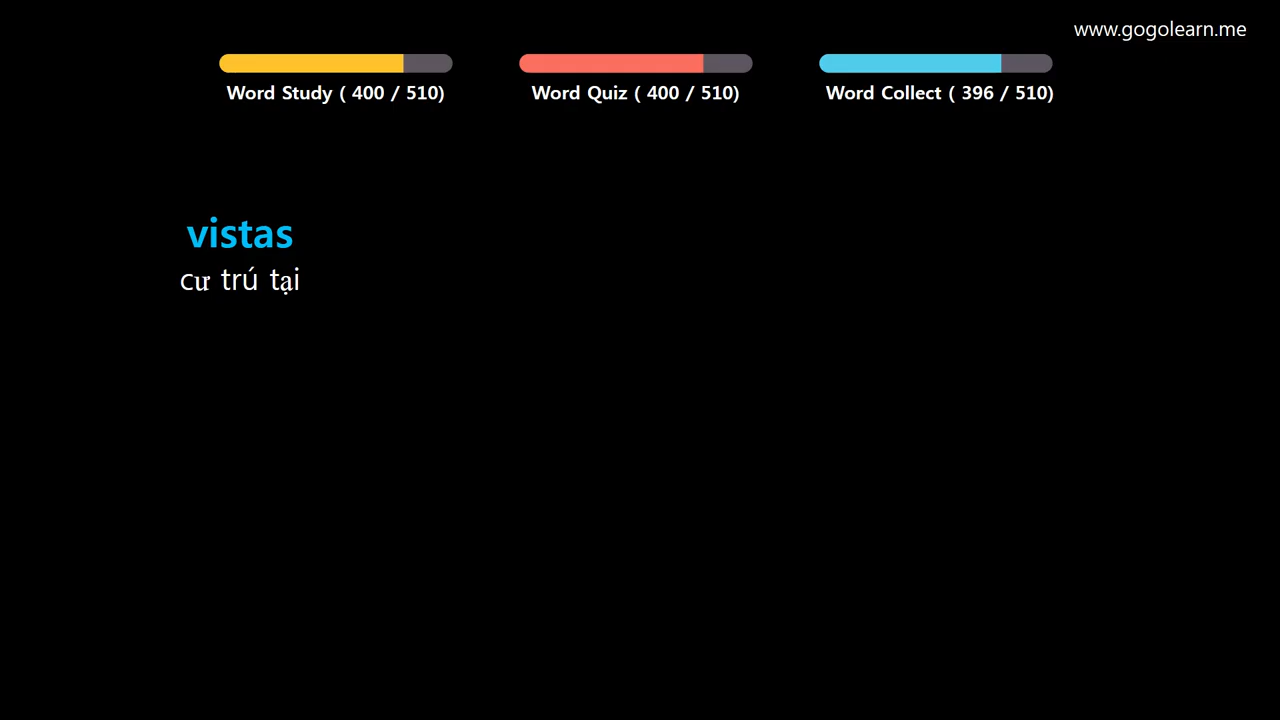 www.gogolearn.me
Word Study ( 400 / 510)
Word Quiz ( 400 / 510)
Word Collect ( 396 / 510)
vistas
cư trú tại